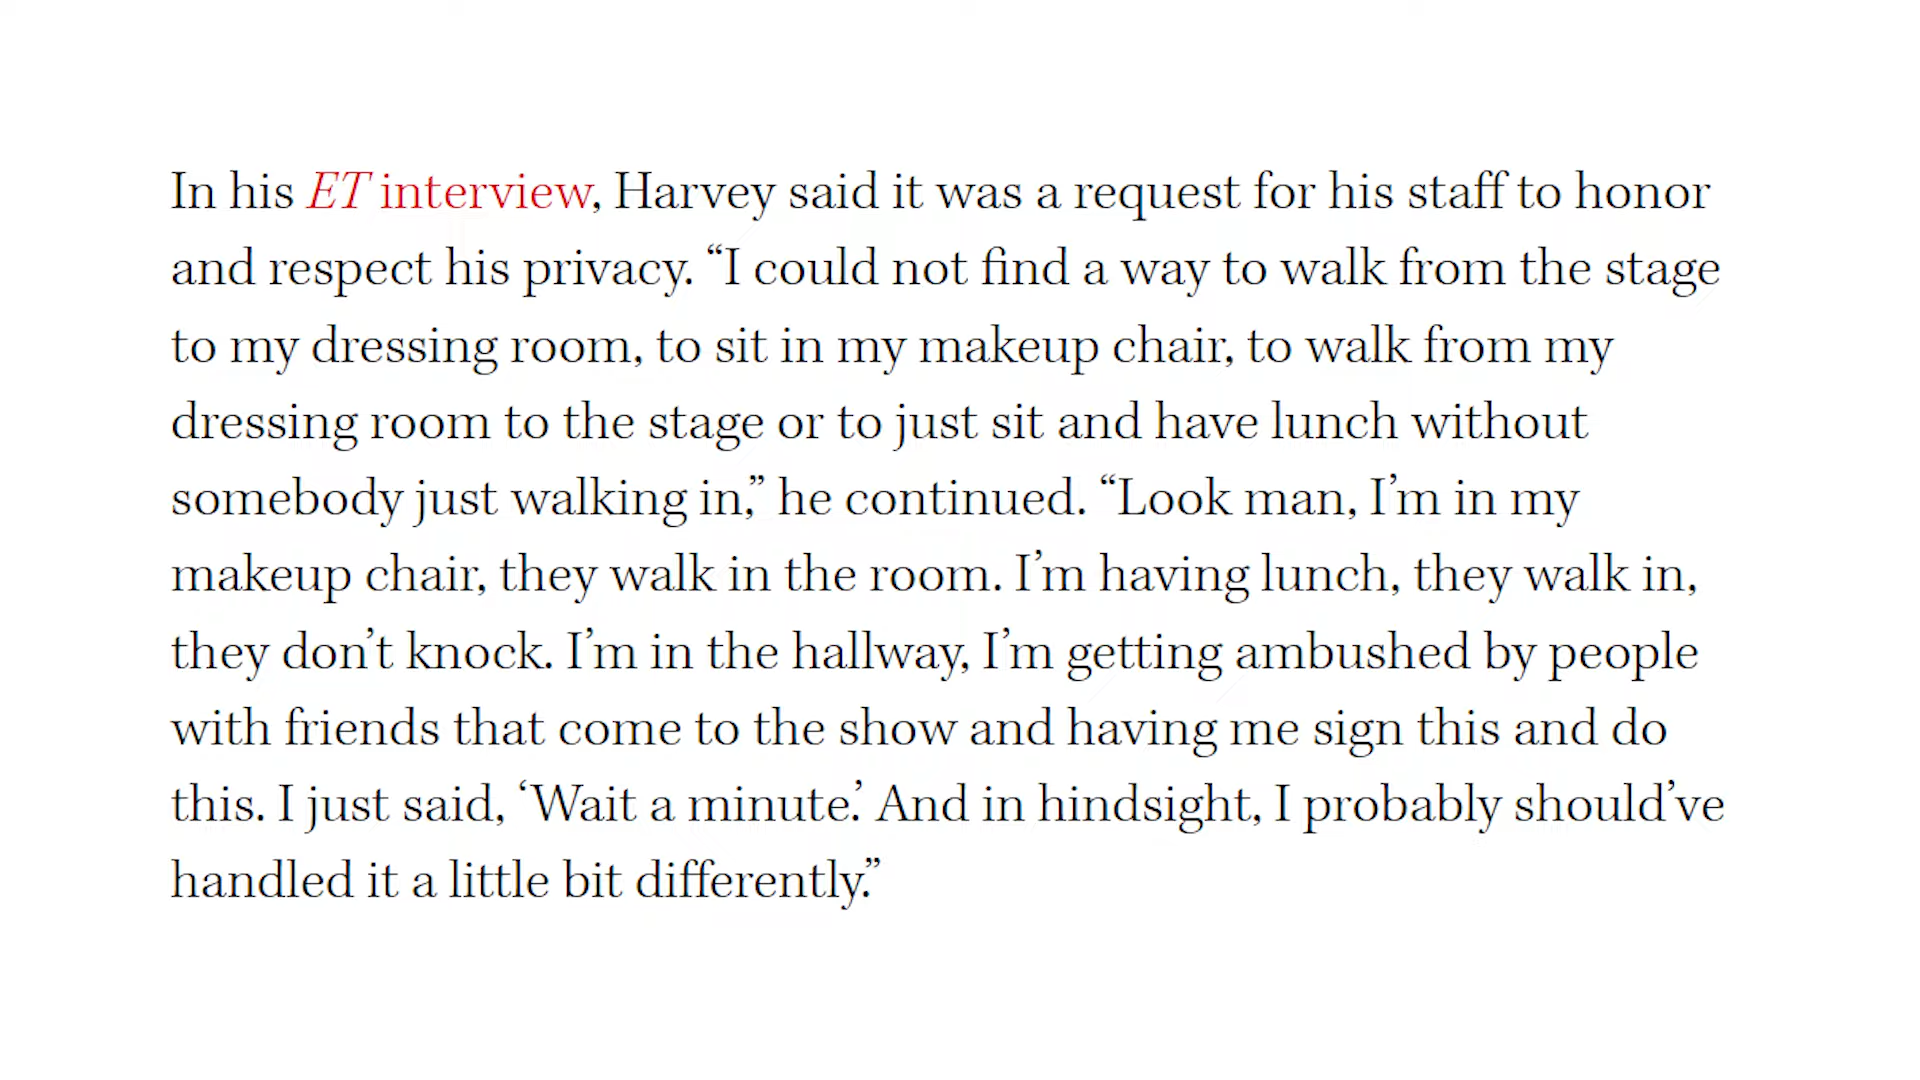 In his ET interview, Harvey said it was a request for his staff to honor
and respect his privacy. “I could not find a way to walk from the stage
to my dressing room, to sit in my makeup chair, to walk from my
dressing room to the stage or to just sit and have lunch without
somebody just walking in,” he continued. “Look man, I’m in my
makeup chair, they walk in the room. I’m having lunch, they walk in,
they don’t knock. I’m in the hallway, I’m getting ambushed by people
with friends that come to the show and having me sign this and do
this. I just said, ‘Wait a minute.’ And in hindsight, I probably should’ve
handled it a little bit differently.”